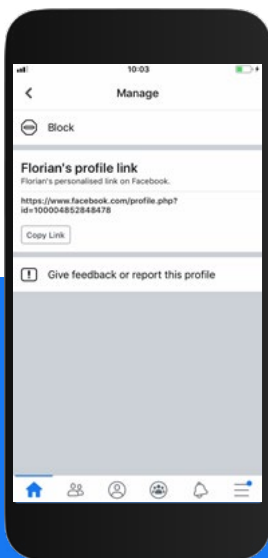 10:03
Manage
Block
Florian's profile link
Florian's personalised link on Facebook.
https://www.facebook.com/profile.php?
id=100004852848478
Copy Link
Give feedback or report this profile